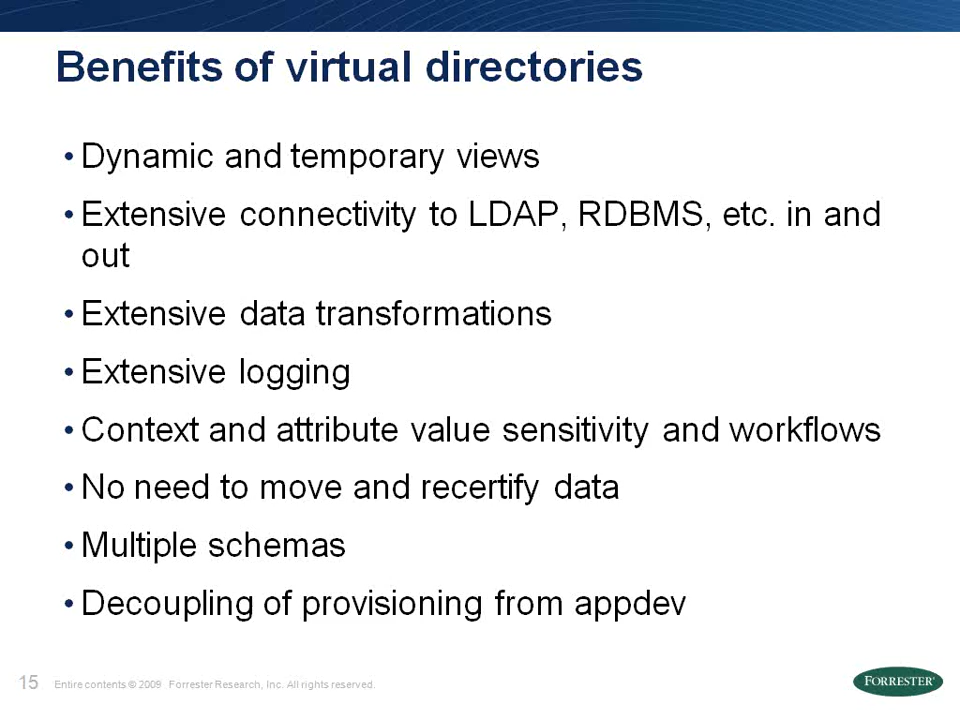 Benefits of virtual directories
• Dynamic and temporary views
• Extensive connectivity to LDAP, RDBMS, etc. in and
out
• Extensive data transformations
• Extensive logging
• Context and attribute value sensitivity and workflows
• No need to move and recertify data
• Multiple schemas
• Decoupling of provisioning from appdev
15 Entire contents © 2009 Forrester Research, Inc. All rights reserved.
FORRESTER®